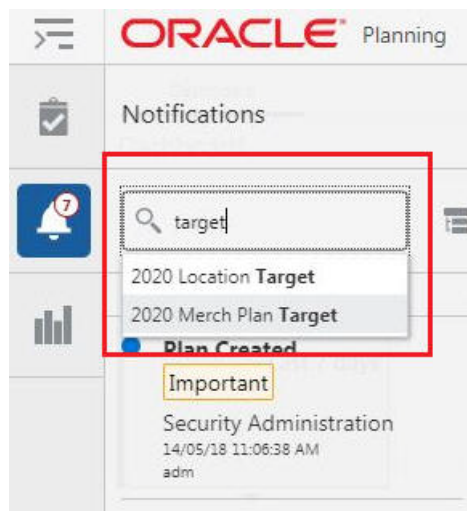 ORACLE® Planning
Notifications
7
target
2020 Location Target
2020 Merch Plan Target
Plan Created
Important
Security Administration
14/05/18 11:06:38 AM
adm